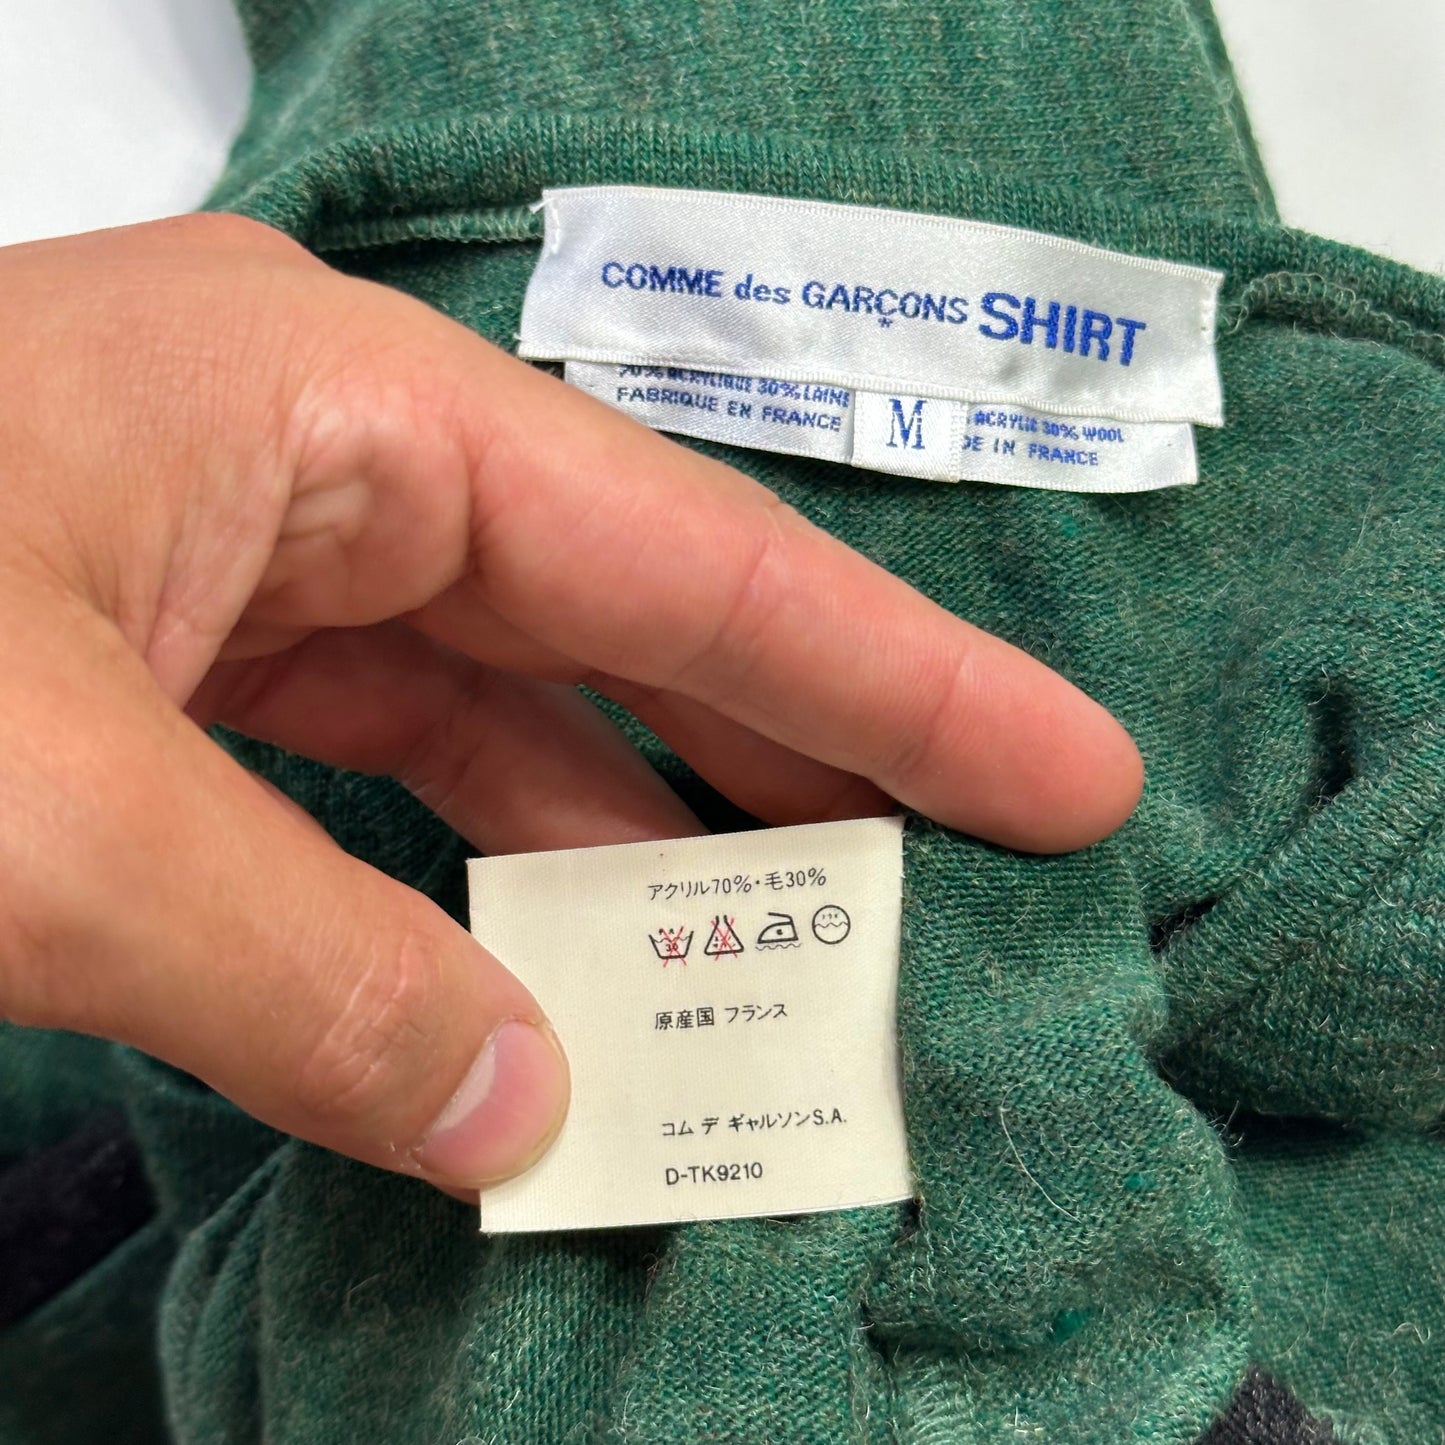 COMME des GARÇONS SHIRT
*
70% ACRYLIQUE 30% LAINE
FABRIQUE EN FRANCE
M
ACRYLIC 30% WOOL
DE IN FRANCE
アクリル70%・毛30%
30
原産国 フランス
コム デ ギャルソンS.A.
D-TK9210